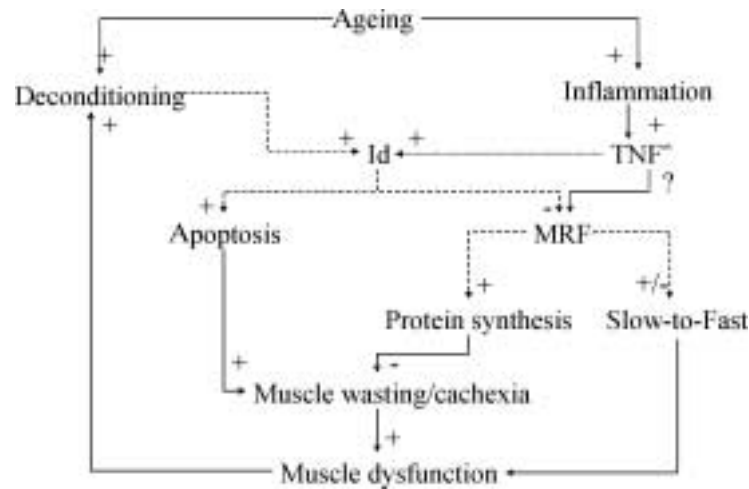 Ageing
+ +
Deconditioning Inflammation
+ +
+ + 
Id TNF
?
+ -
Apoptosis MRF
+ +/-
Protein synthesis Slow-to-Fast
+ -
Muscle wasting/cachexia
+
Muscle dysfunction